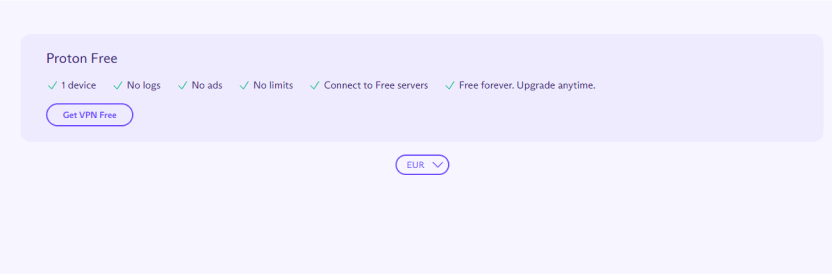 Proton Free
1 device No logs No ads No limits Connect to Free servers Free forever. Upgrade anytime.
Get VPN Free
EUR